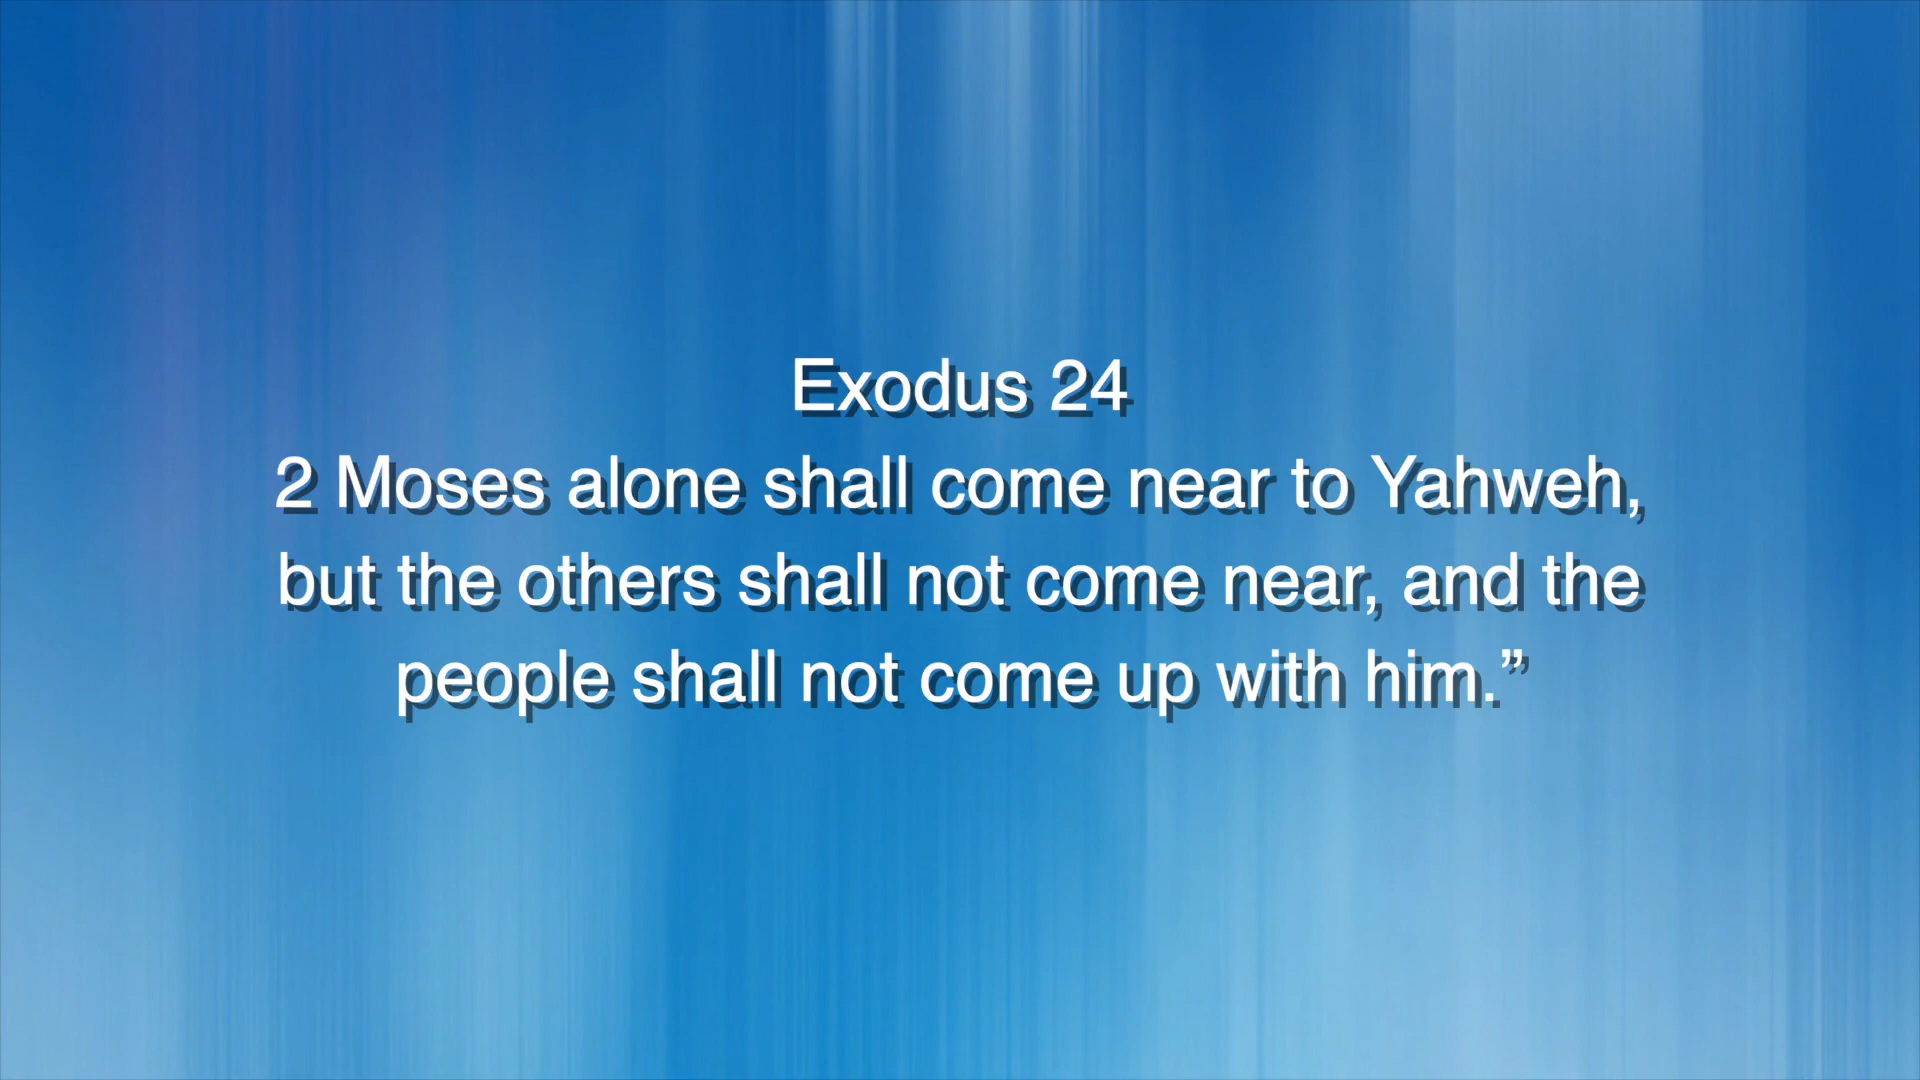 Exodus 24
2 Moses alone shall come near to Yahweh,
but the others shall not come near, and the
people shall not come up with him.”